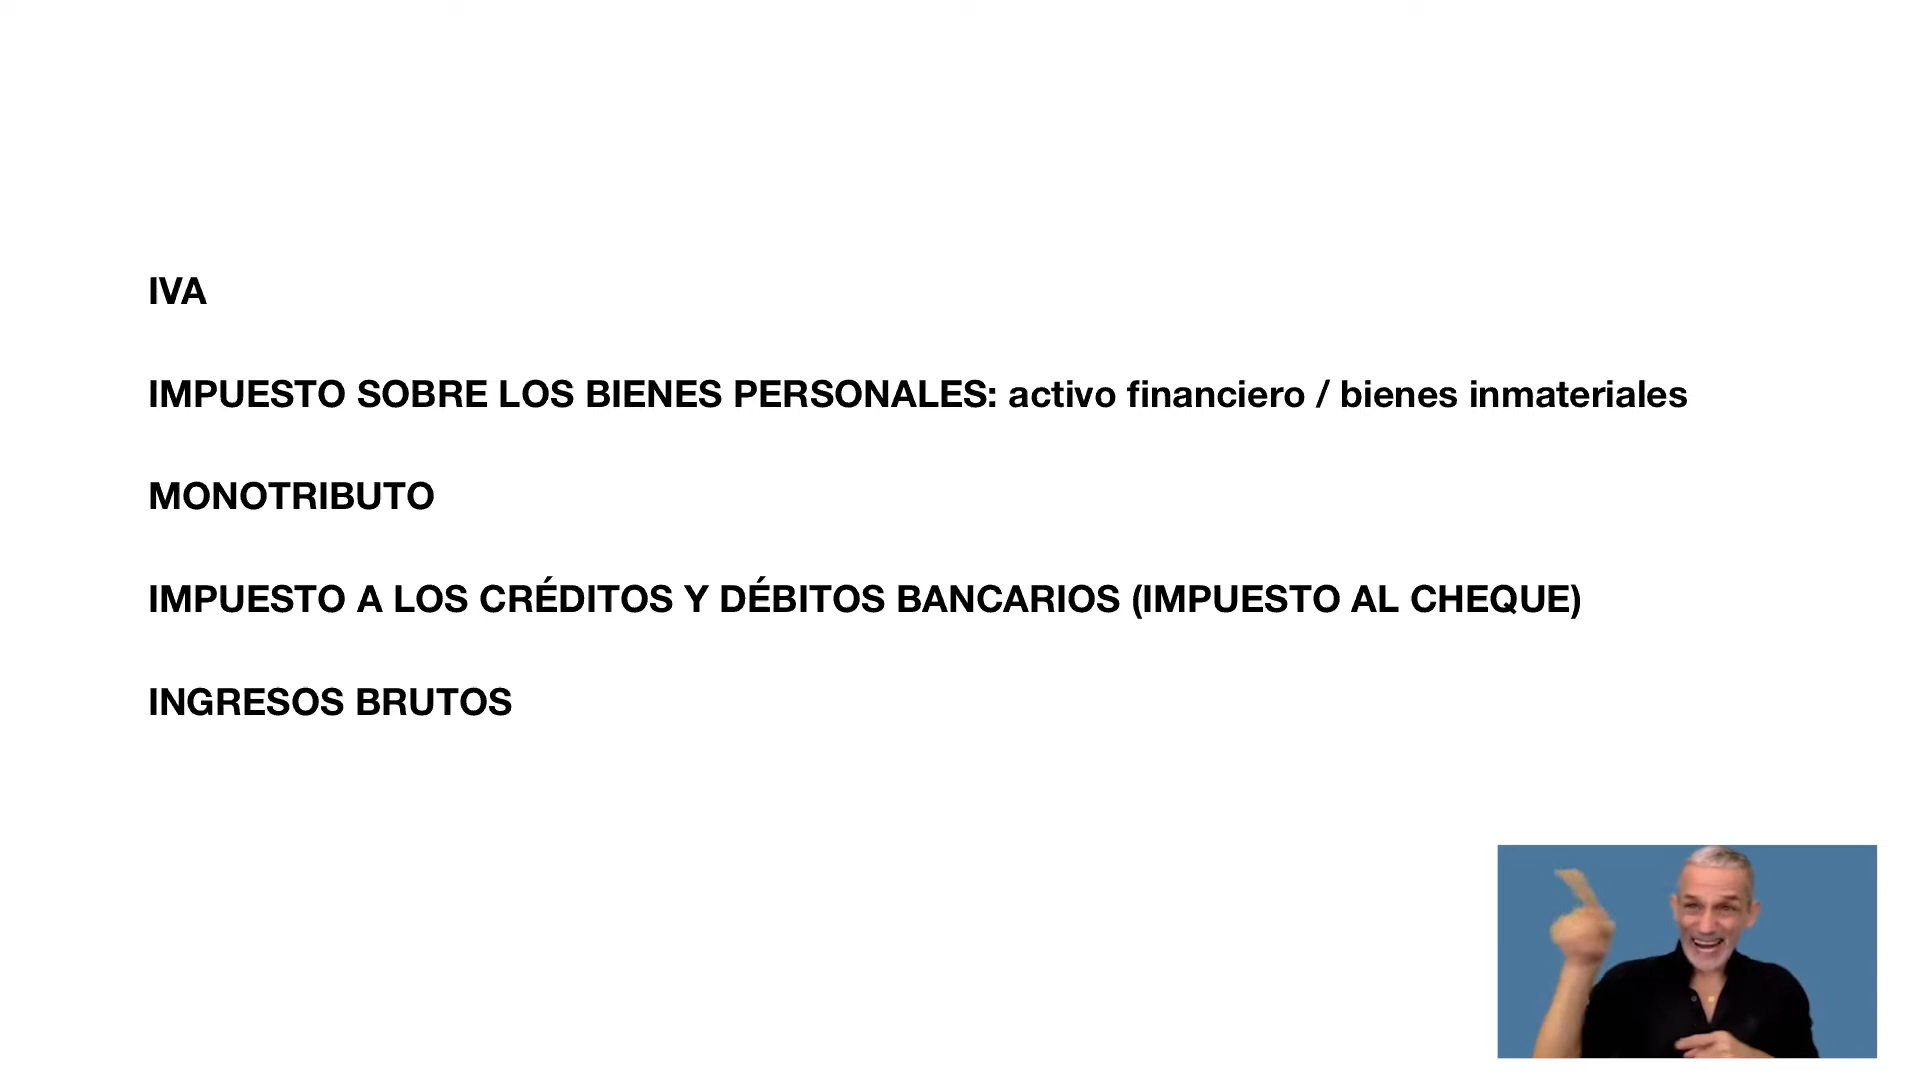 IVA
IMPUESTO SOBRE LOS BIENES PERSONALES: activo financiero / bienes inmateriales
MONOTRIBUTO
IMPUESTO A LOS CRÉDITOS Y DÉBITOS BANCARIOS (IMPUESTO AL CHEQUE)
INGRESOS BRUTOS